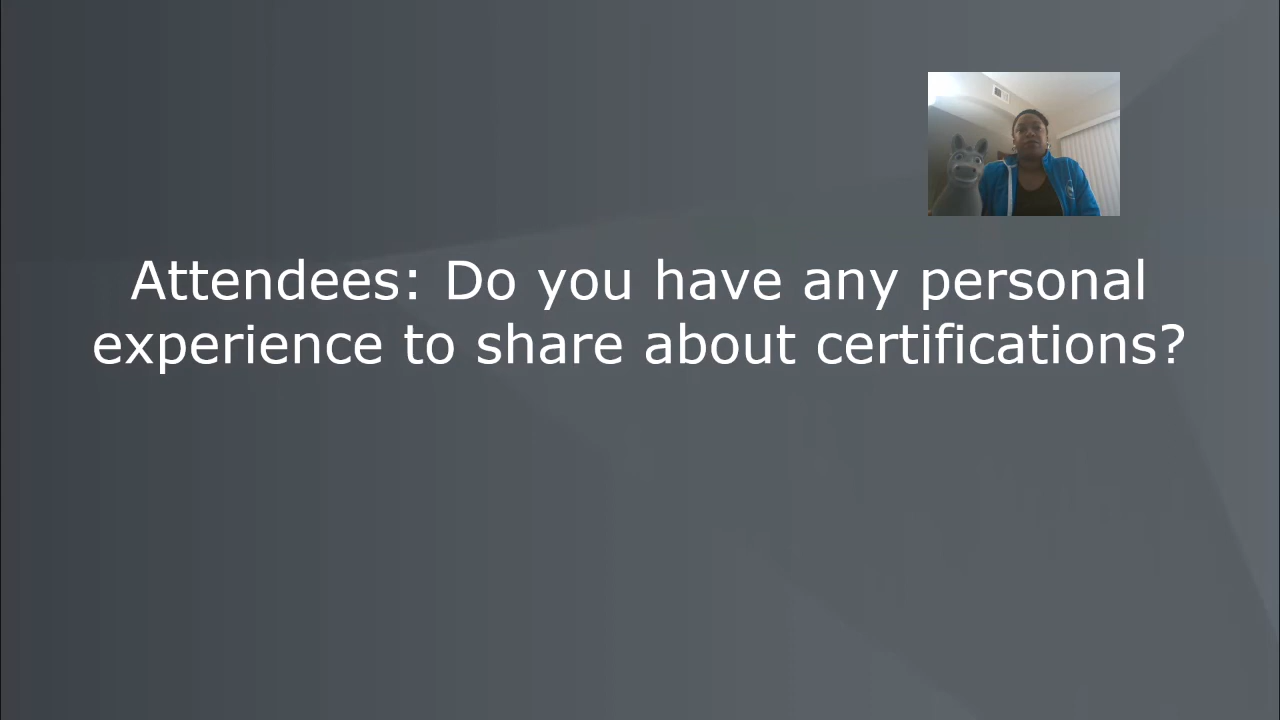 Attendees: Do you have any personal
experience to share about certifications?